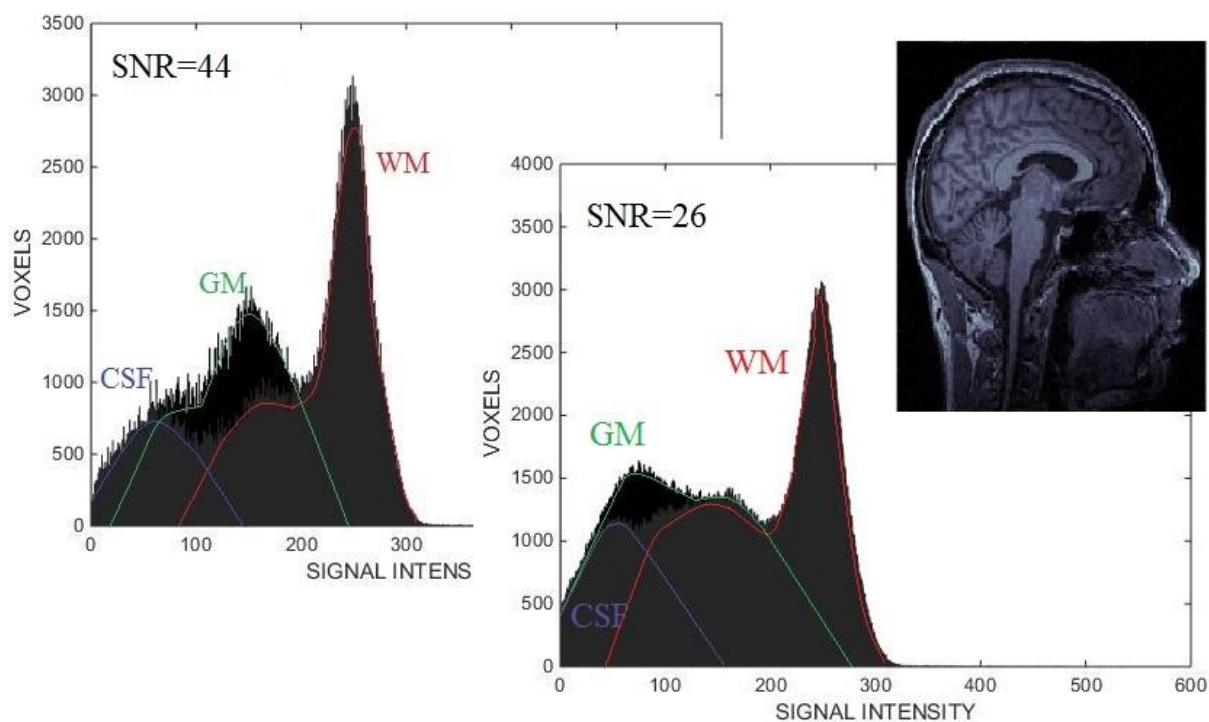 3500
3000
2500
2000
1500
1000
500
0
VOXELS
SNR=44
WM
GM
CSF
0 100 200 300
SIGNAL INTENS
4000
3500
3000
2500
2000
1500
1000
500
0
VOXELS
SNR=26
WM
GM
CSF
0 100 200 300 400 500 600
SIGNAL INTENSITY